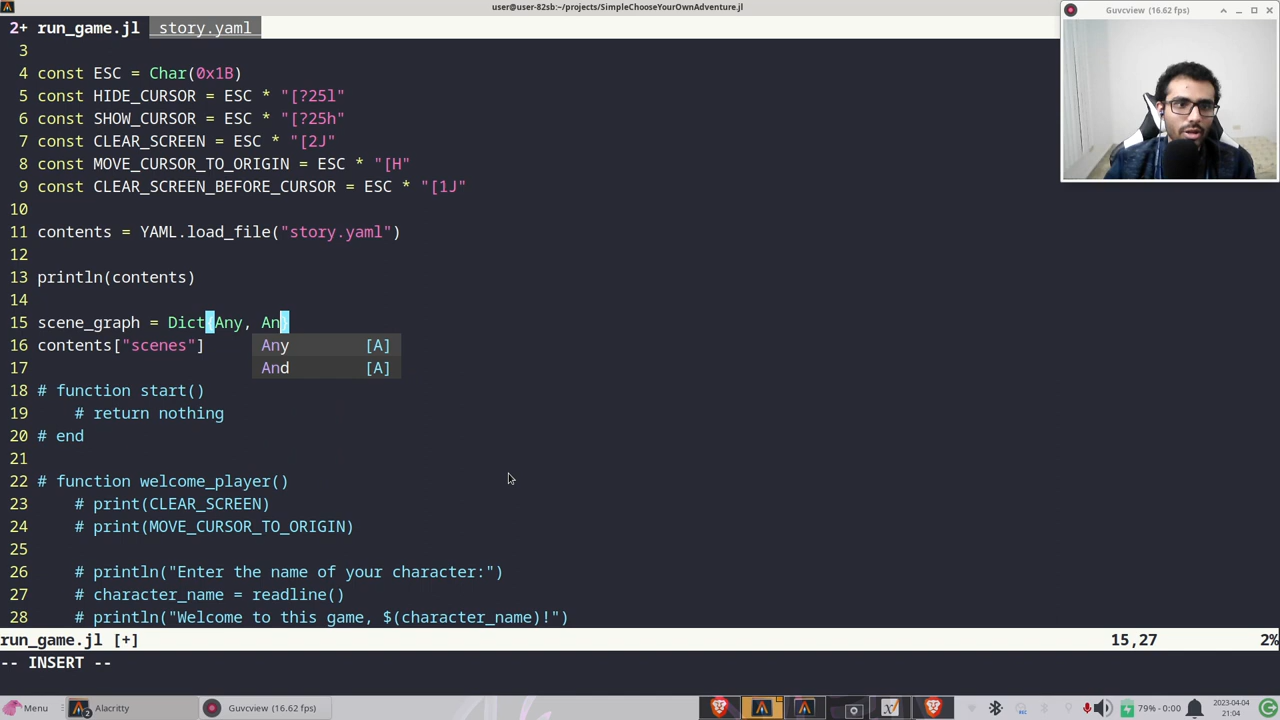 user@user-82sb:~/projects/SimpleChooseYourOwnAdventure.jl
2+ run_game.jl  story.yaml
Guvcview (16.62 fps)
3
4 const ESC = Char(0x1B)
5 const HIDE_CURSOR = ESC * "[?25l"
6 const SHOW_CURSOR = ESC * "[?25h"
7 const CLEAR_SCREEN = ESC * "[2J"
8 const MOVE_CURSOR_TO_ORIGIN = ESC * "[H"
9 const CLEAR_SCREEN_BEFORE_CURSOR = ESC * "[1J"
10
11 contents = YAML.load_file("story.yaml")
12
13 println(contents)
14
15 scene_graph = Dict(Any, An)
16 contents["scenes"]
Any [A]
And [A]
17
18 # function start()
19     # return nothing
20 # end
21
22 # function welcome_player()
23     # print(CLEAR_SCREEN)
24     # print(MOVE_CURSOR_TO_ORIGIN)
25
26     # println("Enter the name of your character:")
27     # character_name = readline()
28     # println("Welcome to this game, $(character_name)!")
run_game.jl [+] 15,27 2%
-- INSERT --
Menu
2 Alacritty
Guvcview (16.62 fps)
79% - 0:00
2023-04-04
21:04